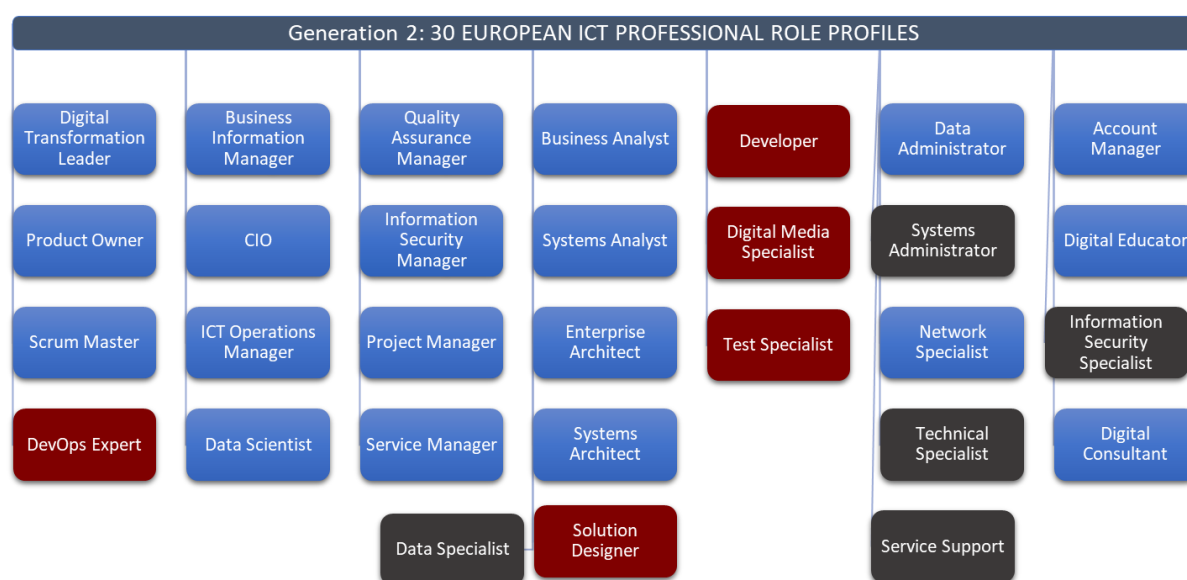 Generation 2: 30 EUROPEAN ICT PROFESSIONAL ROLE PROFILES
Digital
Transformation
Leader
Business
Information
Manager
Quality
Assurance
Manager
Business Analyst
Developer
Data
Administrator
Account
Manager
Product Owner
CIO
Information
Security
Manager
Systems Analyst
Digital Media
Specialist
Systems
Administrator
Digital Educator
Scrum Master
ICT Operations
Manager
Project Manager
Enterprise
Architect
Test Specialist
Network
Specialist
Information
Security
Specialist
DevOps Expert
Data Scientist
Service Manager
Systems
Architect
Technical
Specialist
Digital
Consultant
Data Specialist
Solution
Designer
Service Support